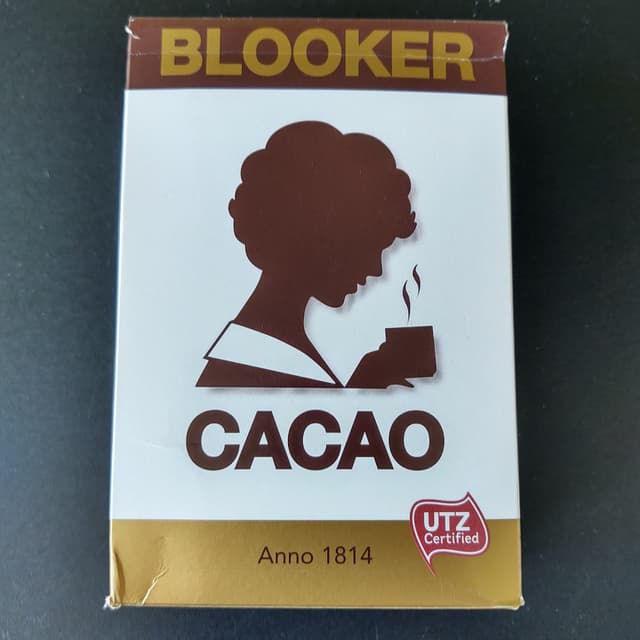 BLOOKER
CACAO
UTZ
Certified
Anno 1814